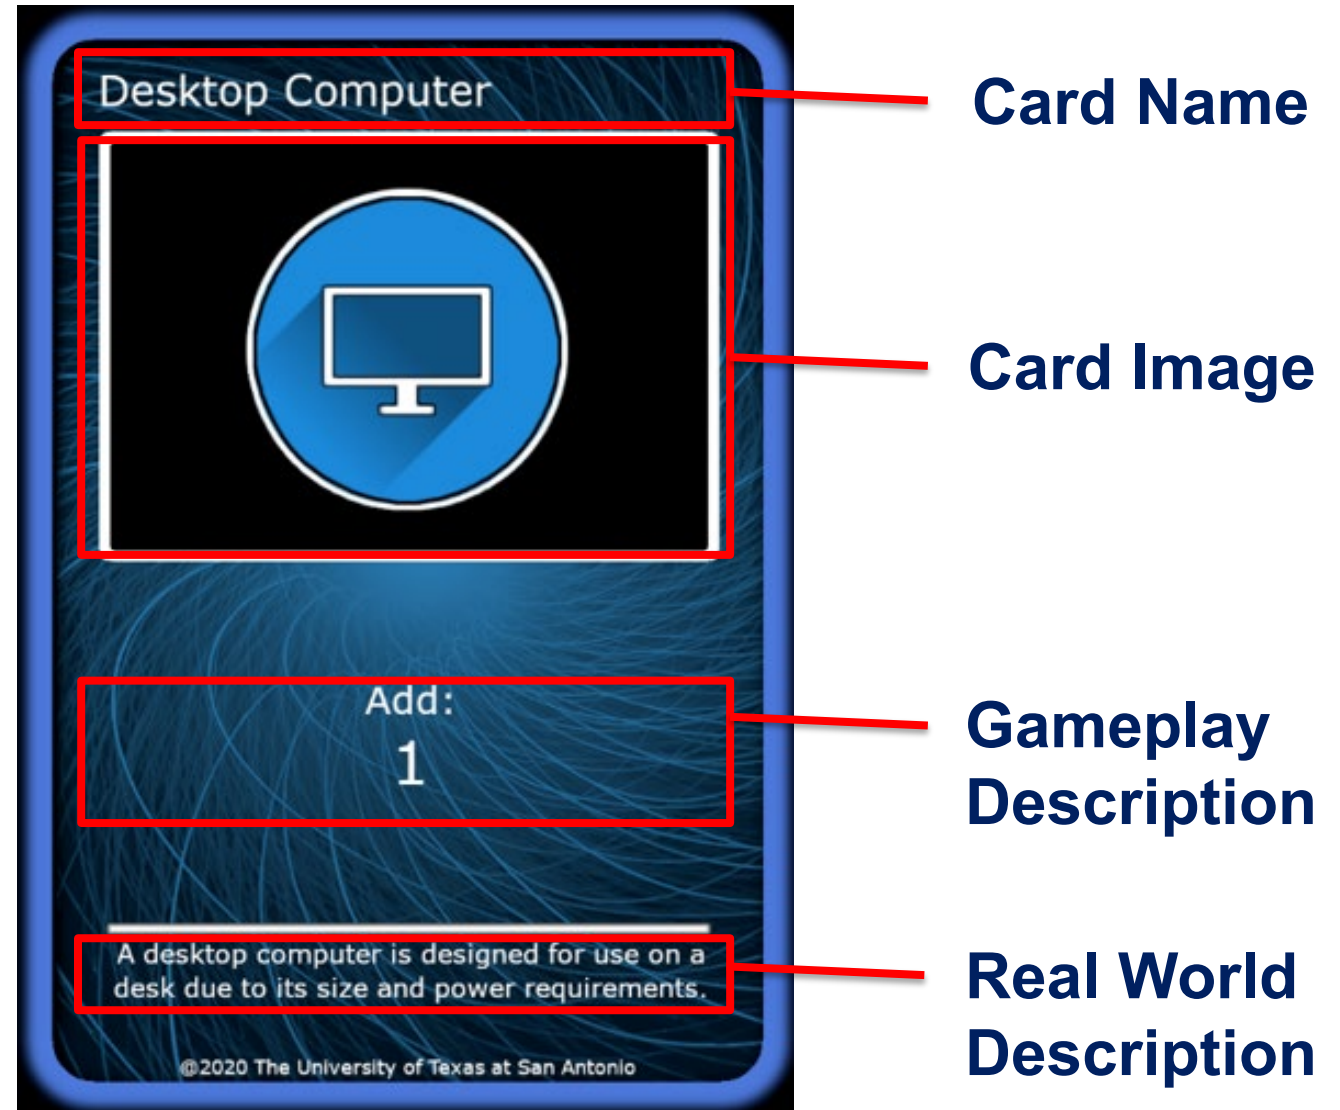 Desktop Computer
Card Name
Card Image
Add:
1
Gameplay
Description
A desktop computer is designed for use on a
desk due to its size and power requirements.
Real World
Description
@2020 The University of Texas at San Antonio